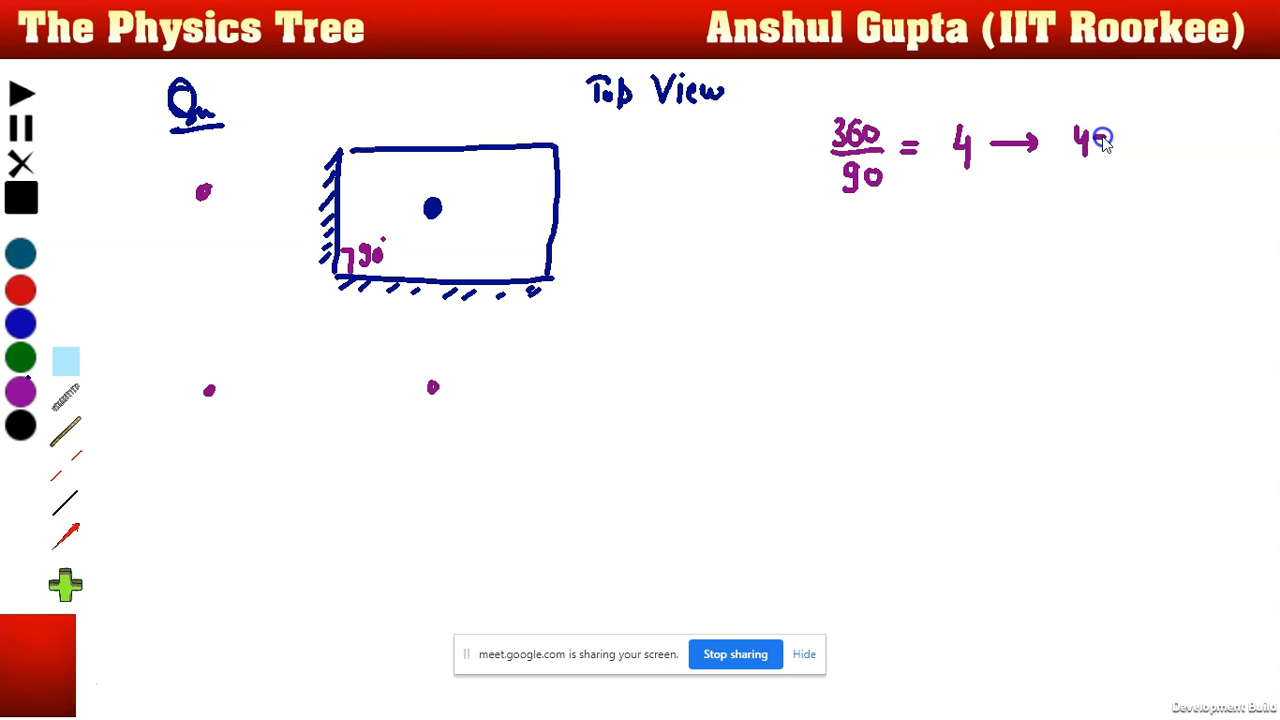 The Physics Tree
Anshul Gupta (IIT Roorkee)
Qn
Top View
360/90 = 4 → 4-
90°
meet.google.com is sharing your screen.
Stop sharing
Hide
Development Build